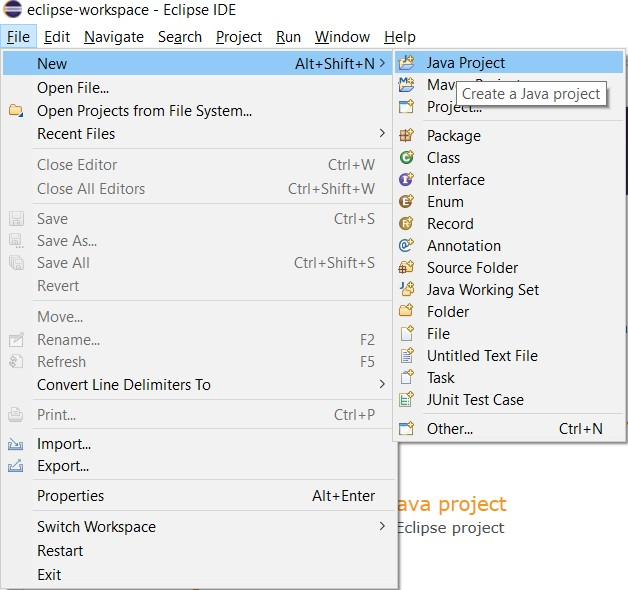 eclipse-workspace - Eclipse IDE
File Edit Navigate Search Project Run Window Help
New Alt+Shift+N >
Open File...
Open Projects from File System...
Recent Files >
Close Editor Ctrl+W
Close All Editors Ctrl+Shift+W
Save Ctrl+S
Save As...
Save All Ctrl+Shift+S
Revert
Move...
Rename... F2
Refresh F5
Convert Line Delimiters To >
Print... Ctrl+P
Import...
Export...
Properties Alt+Enter
Switch Workspace >
Restart
Exit
Java Project
Create a Java project
Project...
Package
Class
Interface
Enum
Record
Annotation
Source Folder
Java Working Set
Folder
File
Untitled Text File
Task
JUnit Test Case
Other... Ctrl+N
ava project
Eclipse project